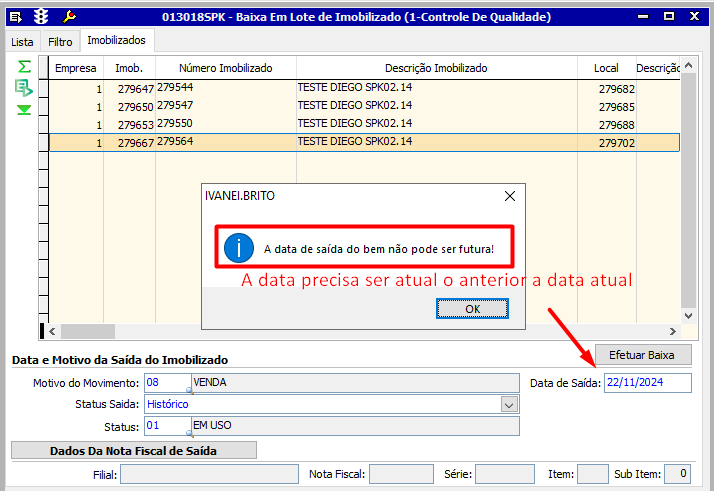 013018SPK - Baixa Em Lote de Imobilizado (1-Controle De Qualidade)
Lista Filtro Imobilizados
Empresa Imob. Número Imobilizado Descrição Imobilizado Local Descrição
1 279647 279544 TESTE DIEGO SPK02.14 279682
1 279650 279547 TESTE DIEGO SPK02.14 279685
1 279653 279550 TESTE DIEGO SPK02.14 279688
1 279667 279564 TESTE DIEGO SPK02.14 279702
IVANEI.BRITO
A data de saída do bem não pode ser futura!
A data precisa ser atual o anterior a data atual
OK
Efetuar Baixa
Data e Motivo da Saída do Imobilizado
Motivo do Movimento: 08 VENDA Data de Saída: 22/11/2024
Status Saida: Histórico
Status: 01 EM USO
Dados Da Nota Fiscal de Saída
Filial: Nota Fiscal: Série: Item: Sub Item: 0